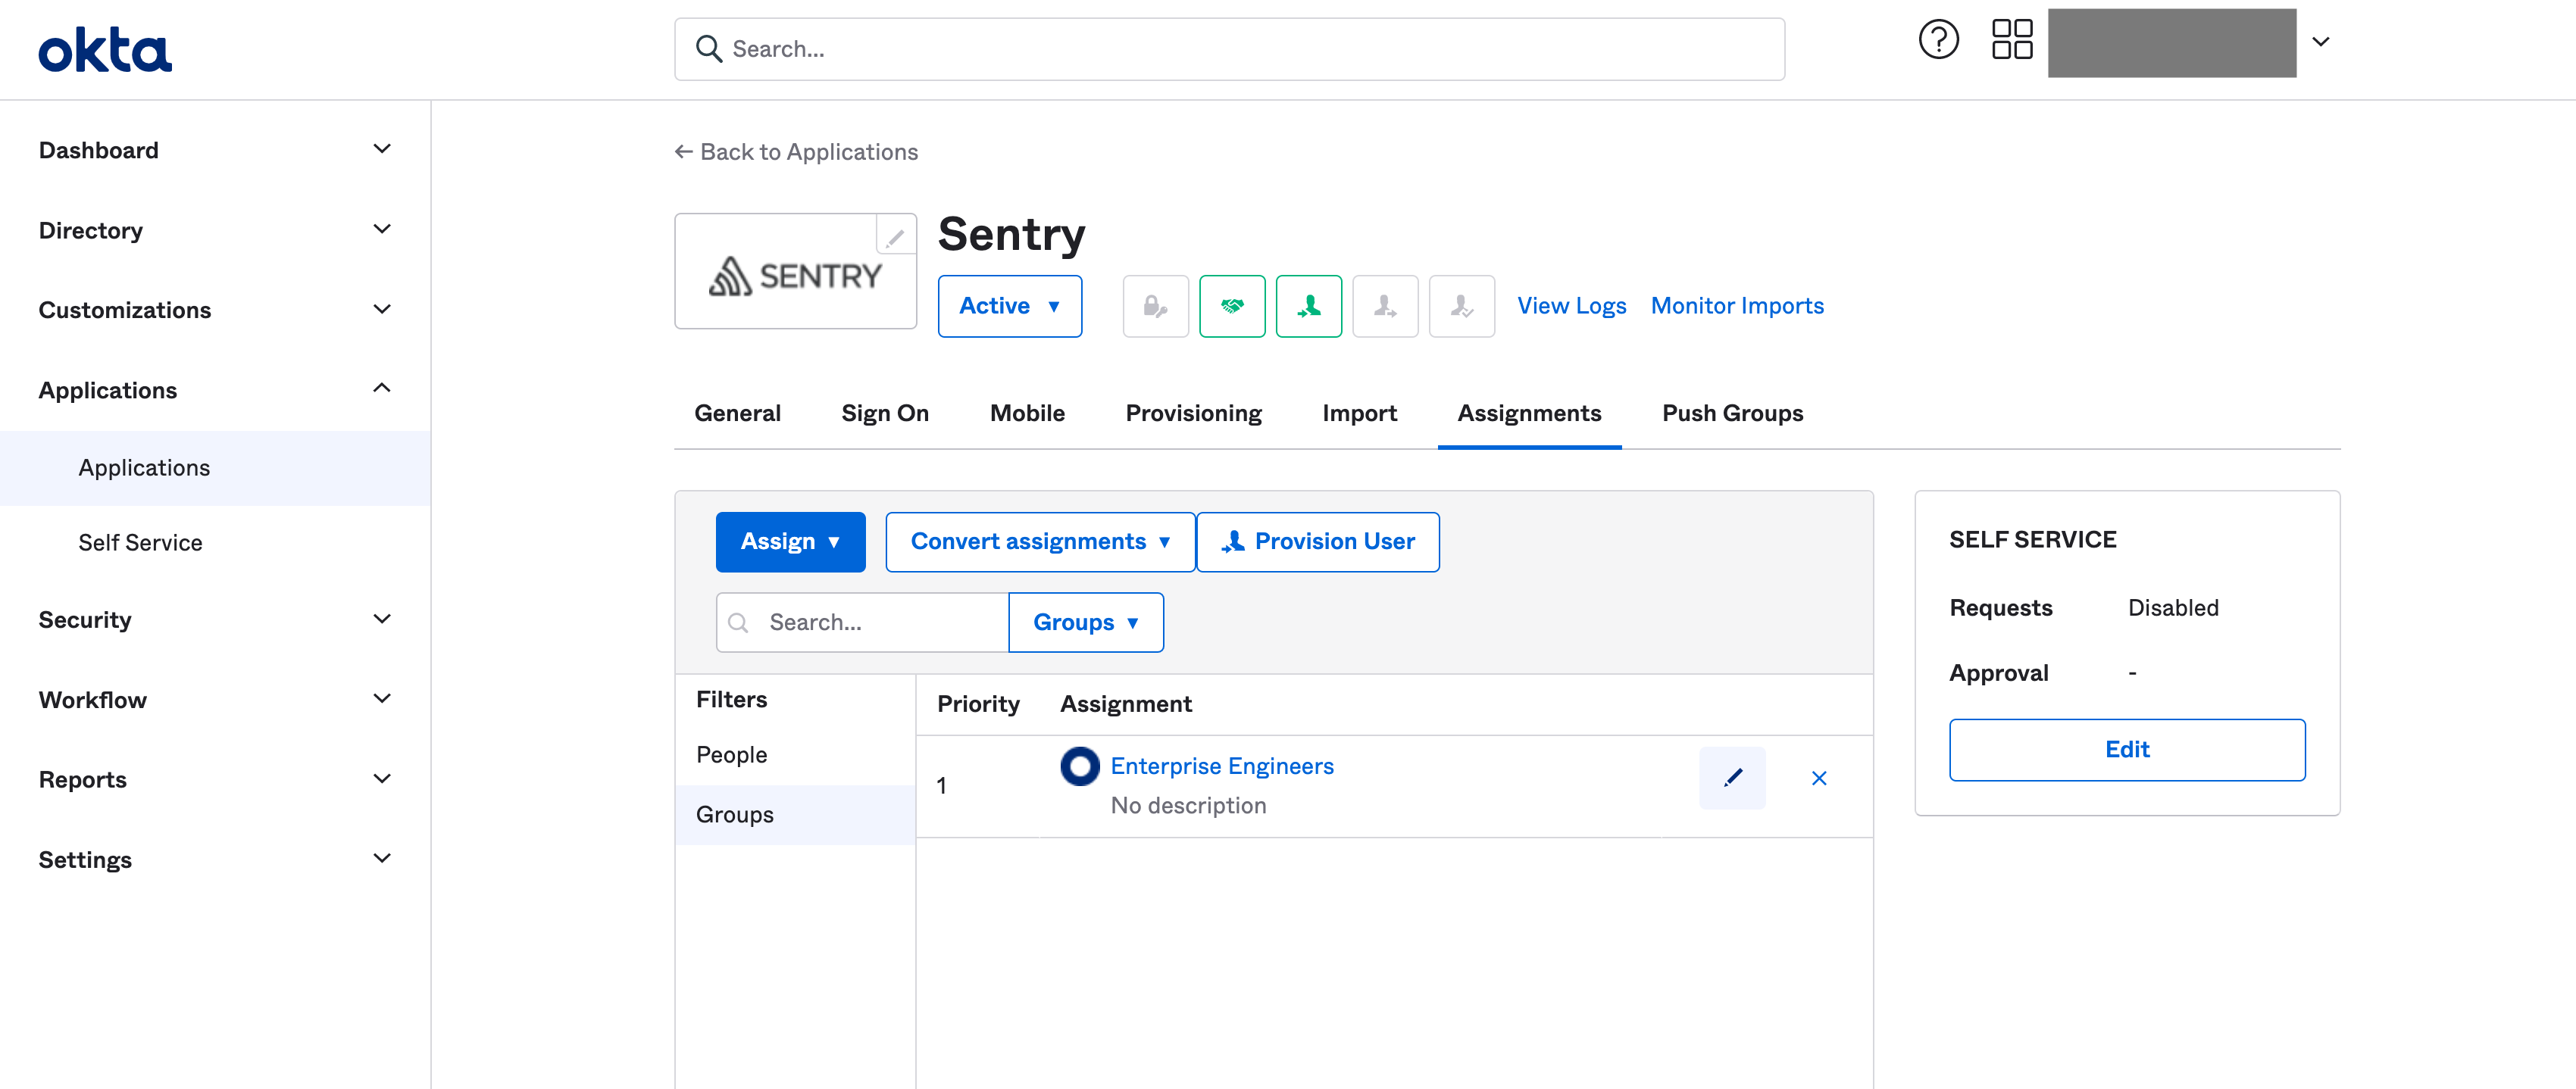 okta
Search...
Dashboard
Directory
Customizations
Applications
Applications
Self Service
Security
Workflow
Reports
Settings
← Back to Applications
SENTRY
Sentry
Active ▼
View Logs
Monitor Imports
General
Sign On
Mobile
Provisioning
Import
Assignments
Push Groups
Assign ▼
Convert assignments ▼
Provision User
Search...
Groups ▼
Filters
People
Groups
Priority
Assignment
1
Enterprise Engineers
No description
SELF SERVICE
Requests Disabled
Approval -
Edit